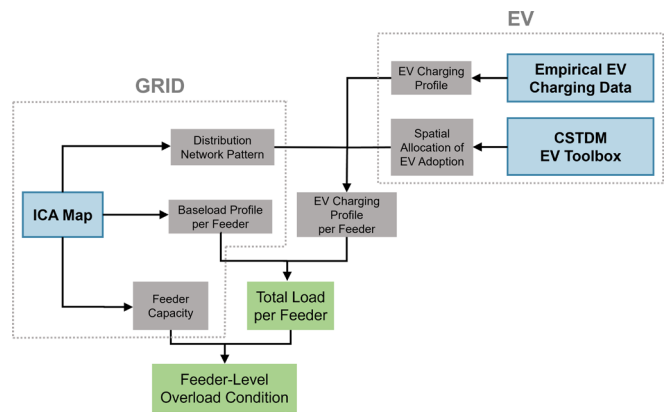 EV
EV Charging
Profile
Empirical EV
Charging Data
GRID
Distribution
Network Pattern
Spatial
Allocation of
EV Adoption
CSTDM
EV Toolbox
ICA Map
Baseload Profile
per Feeder
EV Charging
Profile
per Feeder
Feeder
Capacity
Total Load
per Feeder
Feeder-Level
Overload Condition